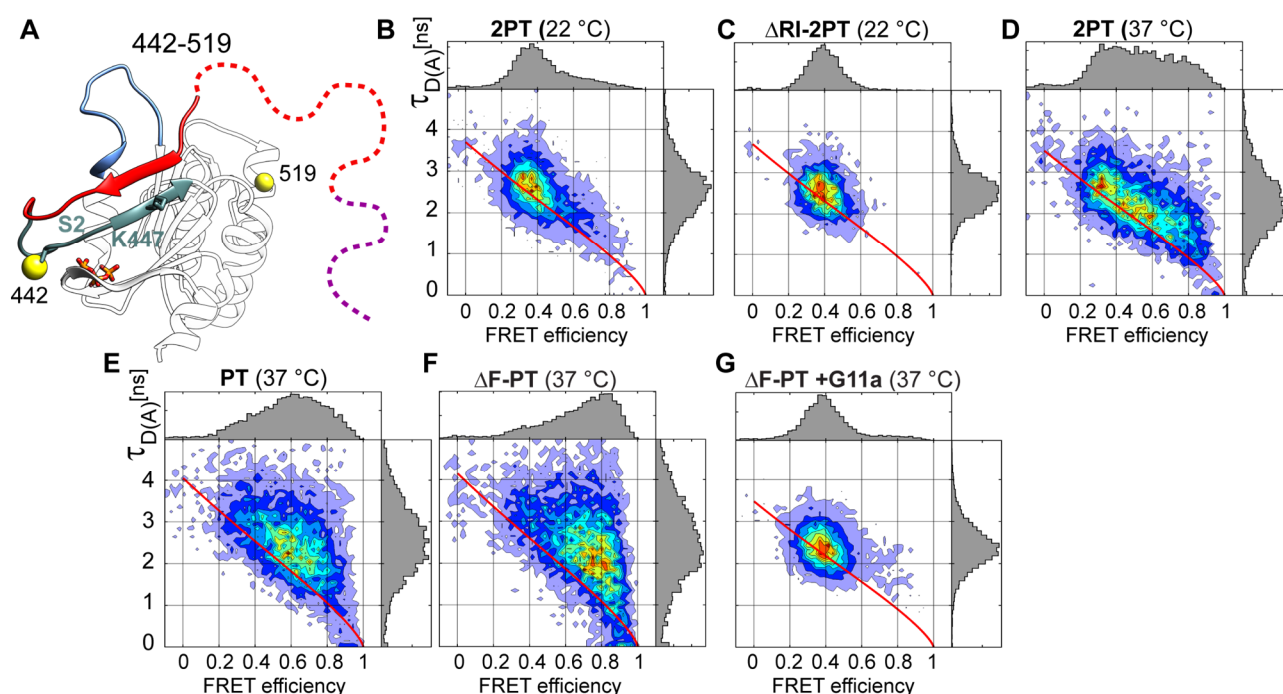 A
442-519
519
S2
K447
442
B
2PT (22 °C)
τD(A)[ns]
4
3
2
1
0
0 0.2 0.4 0.6 0.8 1
FRET efficiency
C
ΔRI-2PT (22 °C)
0 0.2 0.4 0.6 0.8 1
FRET efficiency
D
2PT (37 °C)
0 0.2 0.4 0.6 0.8 1
FRET efficiency
E
PT (37 °C)
τD(A)[ns]
4
3
2
1
0
0 0.2 0.4 0.6 0.8 1
FRET efficiency
F
ΔF-PT (37 °C)
0 0.2 0.4 0.6 0.8 1
FRET efficiency
G
ΔF-PT +G11a (37 °C)
0 0.2 0.4 0.6 0.8 1
FRET efficiency